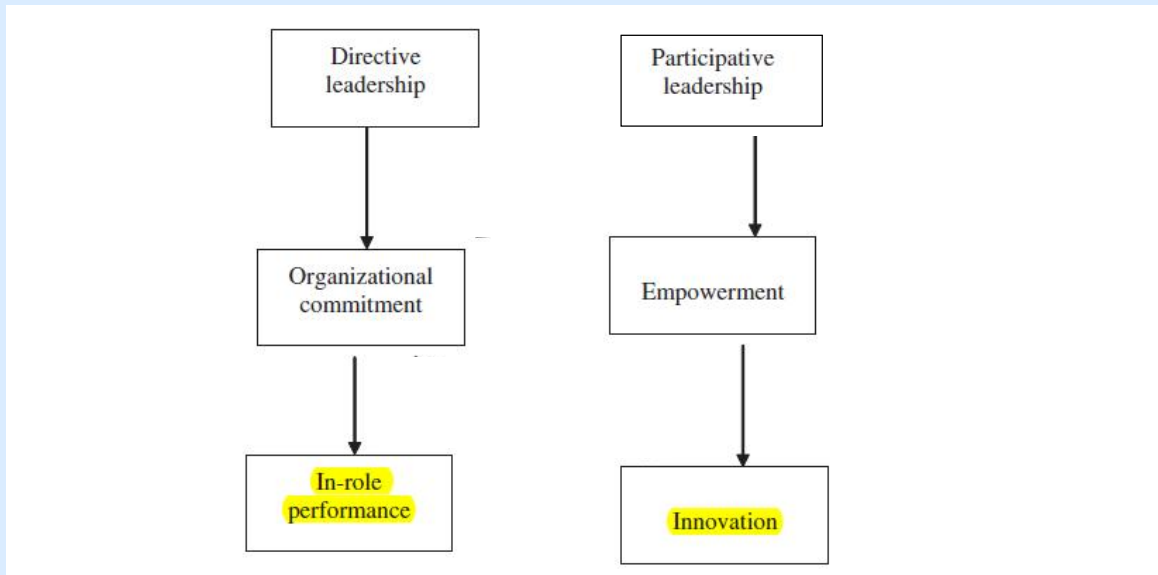 Directive
leadership
Participative
leadership
Organizational
commitment
Empowerment
In-role
performance
Innovation